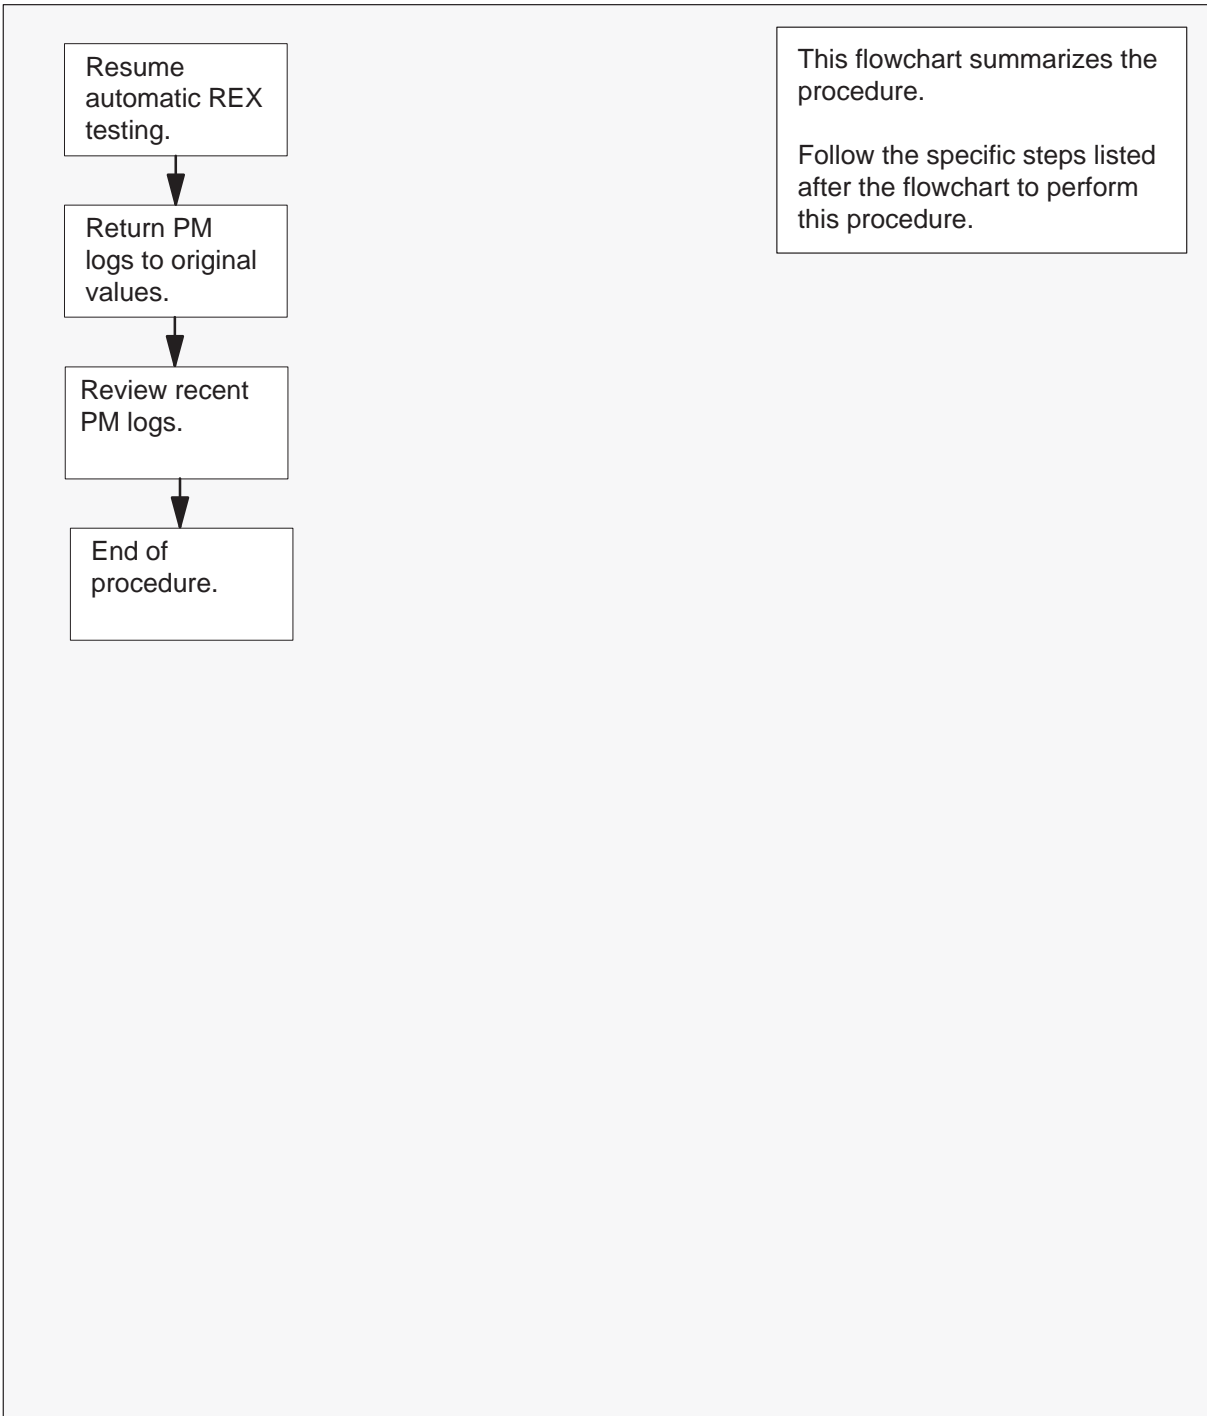 Resume
automatic REX
testing.
Return PM
logs to original
values.
Review recent
PM logs.
End of
procedure.
This flowchart summarizes the
procedure.
Follow the specific steps listed
after the flowchart to perform
this procedure.